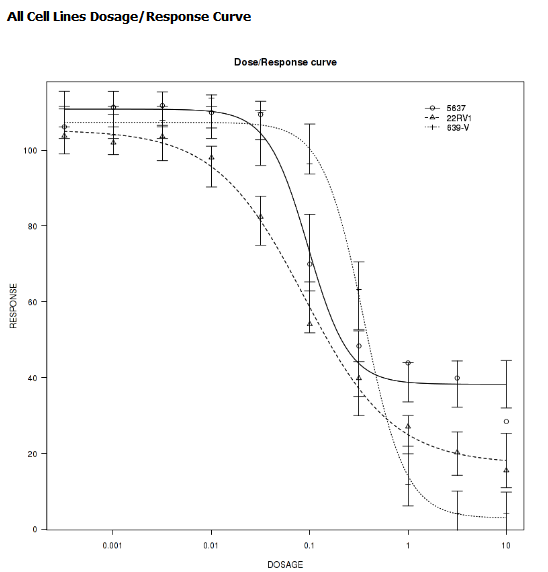 All Cell Lines Dosage/Response Curve
Dose/Response curve
5637
22RV1
639-V
100
80
60
40
20
0
RESPONSE
0.001
0.01
0.1
1
10
DOSAGE